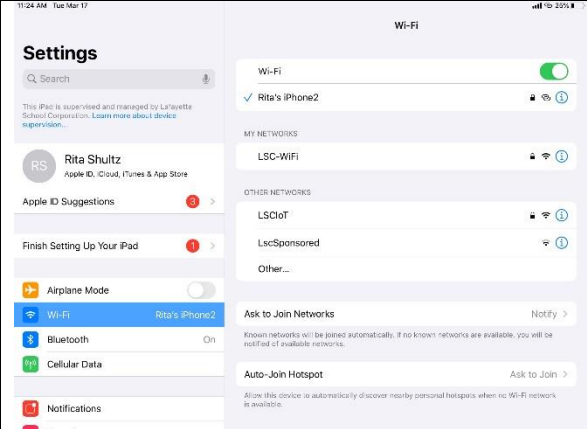 11:24 AM Tue Mar 17
26%
Wi-Fi
Settings
Search
This iPad is supervised and managed by Lafayette
School Corporation. Learn more about device
supervision...
RS
Rita Shultz
Apple ID, iCloud, iTunes & App Store
Apple ID Suggestions 3
Finish Setting Up Your iPad 1
Airplane Mode
Wi-Fi Rita's iPhone2
Bluetooth On
Cellular Data
Notifications
Wi-Fi
Rita's iPhone2
MY NETWORKS
LSC-WiFi
OTHER NETWORKS
LSCIoT
LscSponsored
Other...
Ask to Join Networks Notify
Known networks will be joined automatically. If no known networks are available, you will be
notified of available networks.
Auto-Join Hotspot Ask to Join
Allow this device to automatically discover nearby personal hotspots when no Wi-Fi network
is available.